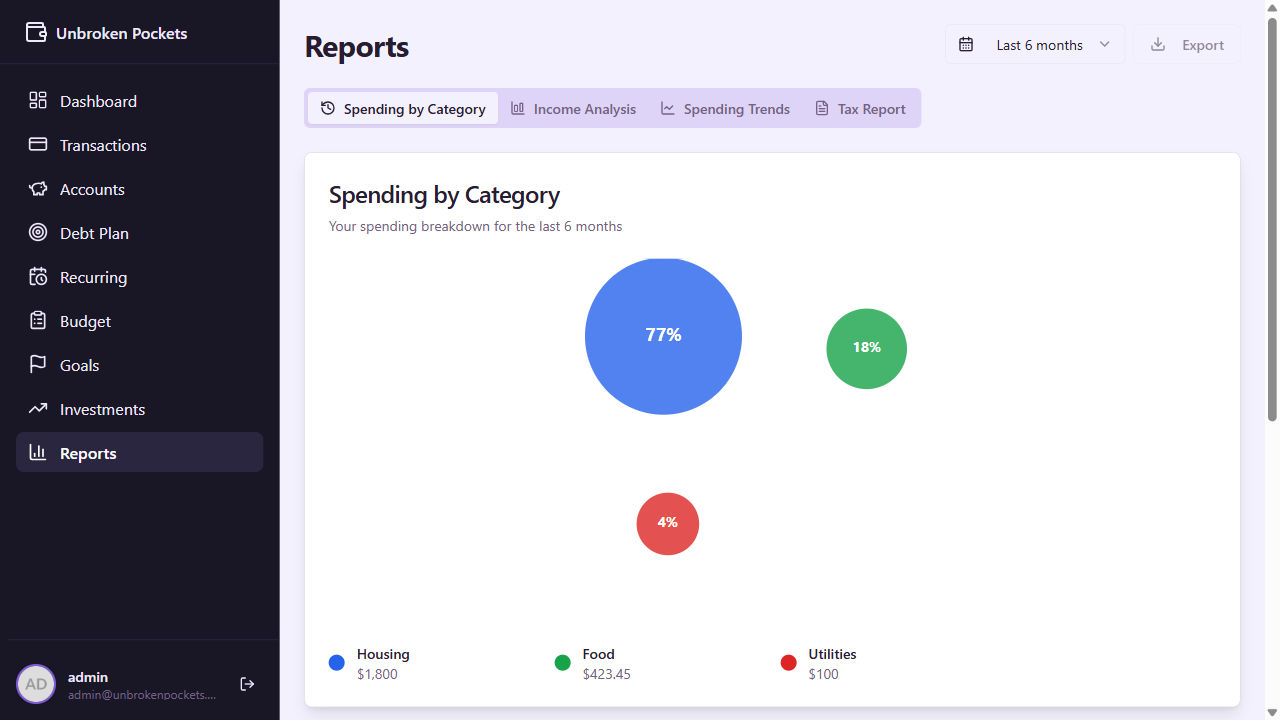 Unbroken Pockets
Dashboard
Transactions
Accounts
Debt Plan
Recurring
Budget
Goals
Investments
Reports
AD
admin
admin@unbrokenpockets....
Reports
Last 6 months
Export
Spending by Category
Income Analysis
Spending Trends
Tax Report
Spending by Category
Your spending breakdown for the last 6 months
77%
18%
4%
Housing
$1,800
Food
$423.45
Utilities
$100